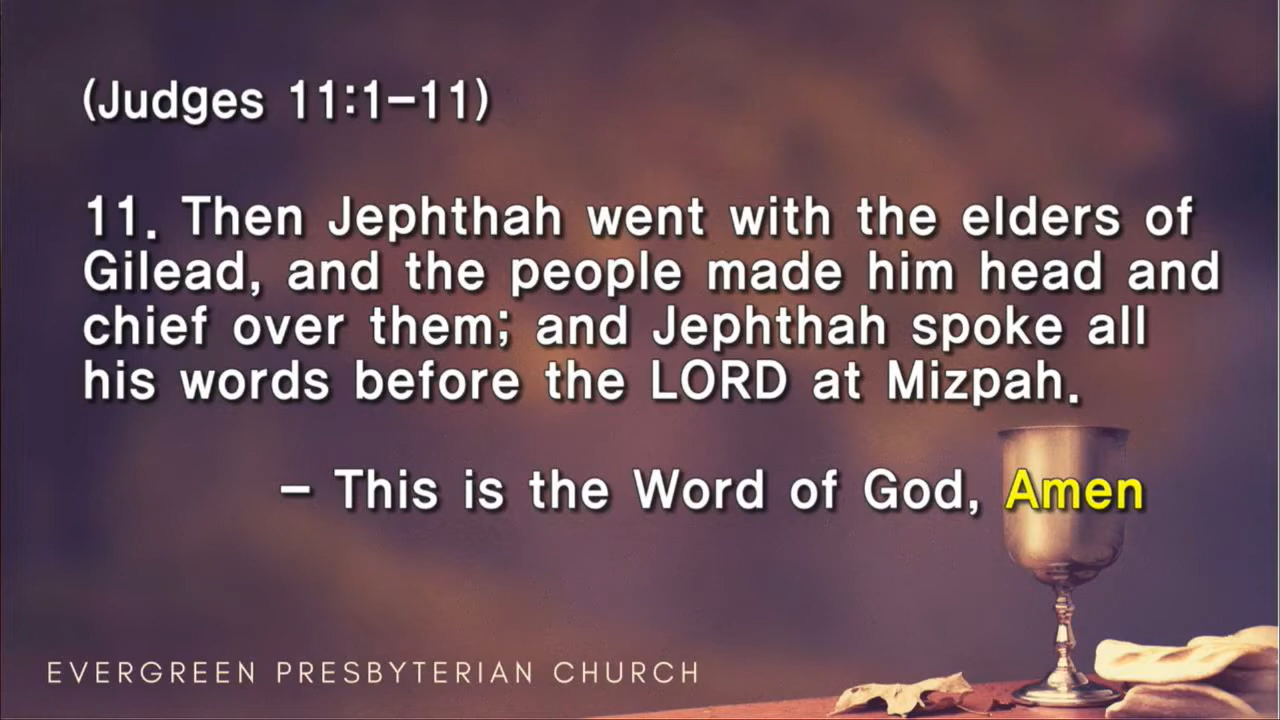 (Judges 11:1-11)
11. Then Jephthah went with the elders of
Gilead, and the people made him head and
chief over them; and Jephthah spoke all
his words before the LORD at Mizpah.
- This is the Word of God, Amen
EVERGREEN PRESBYTERIAN CHURCH